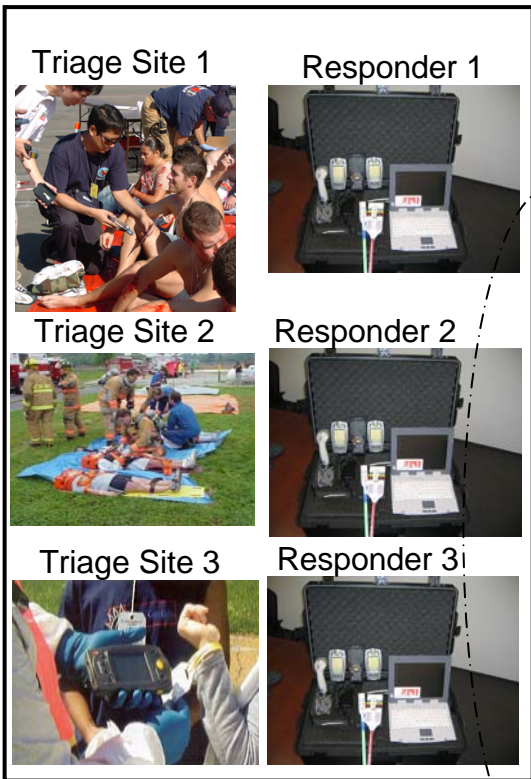 Triage Site 1
Responder 1
Triage Site 2
Responder 2
Triage Site 3
Responder 3